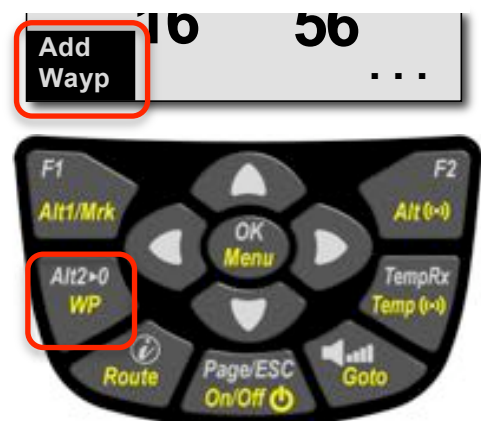 16 56
Add
Wayp
. . .
F1
F2
Alt1/Mrk
Alt
OK
Menu
Alt2▸0
WP
TempRx
Temp
i
Route
Page/ESC
On/Off
Goto